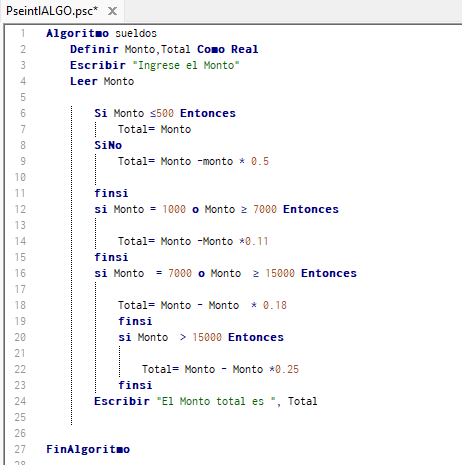 PseintlALGO.psc* X
1 Algoritmo sueldos
2 Definir Monto,Total Como Real
3 Escribir "Ingrese el Monto"
4 Leer Monto
5
6 Si Monto ≤500 Entonces
7 Total= Monto
8 SiNo
9 Total= Monto -monto * 0.5
10
11 finsi
12 si Monto = 1000 o Monto ≥ 7000 Entonces
13
14 Total= Monto -Monto *0.11
15 finsi
16 si Monto = 7000 o Monto ≥ 15000 Entonces
17
18 Total= Monto - Monto * 0.18
19 finsi
20 si Monto > 15000 Entonces
21
22 Total= Monto - Monto *0.25
23 finsi
24 Escribir "El Monto total es ", Total
25
26
27 FinAlgoritmo
28